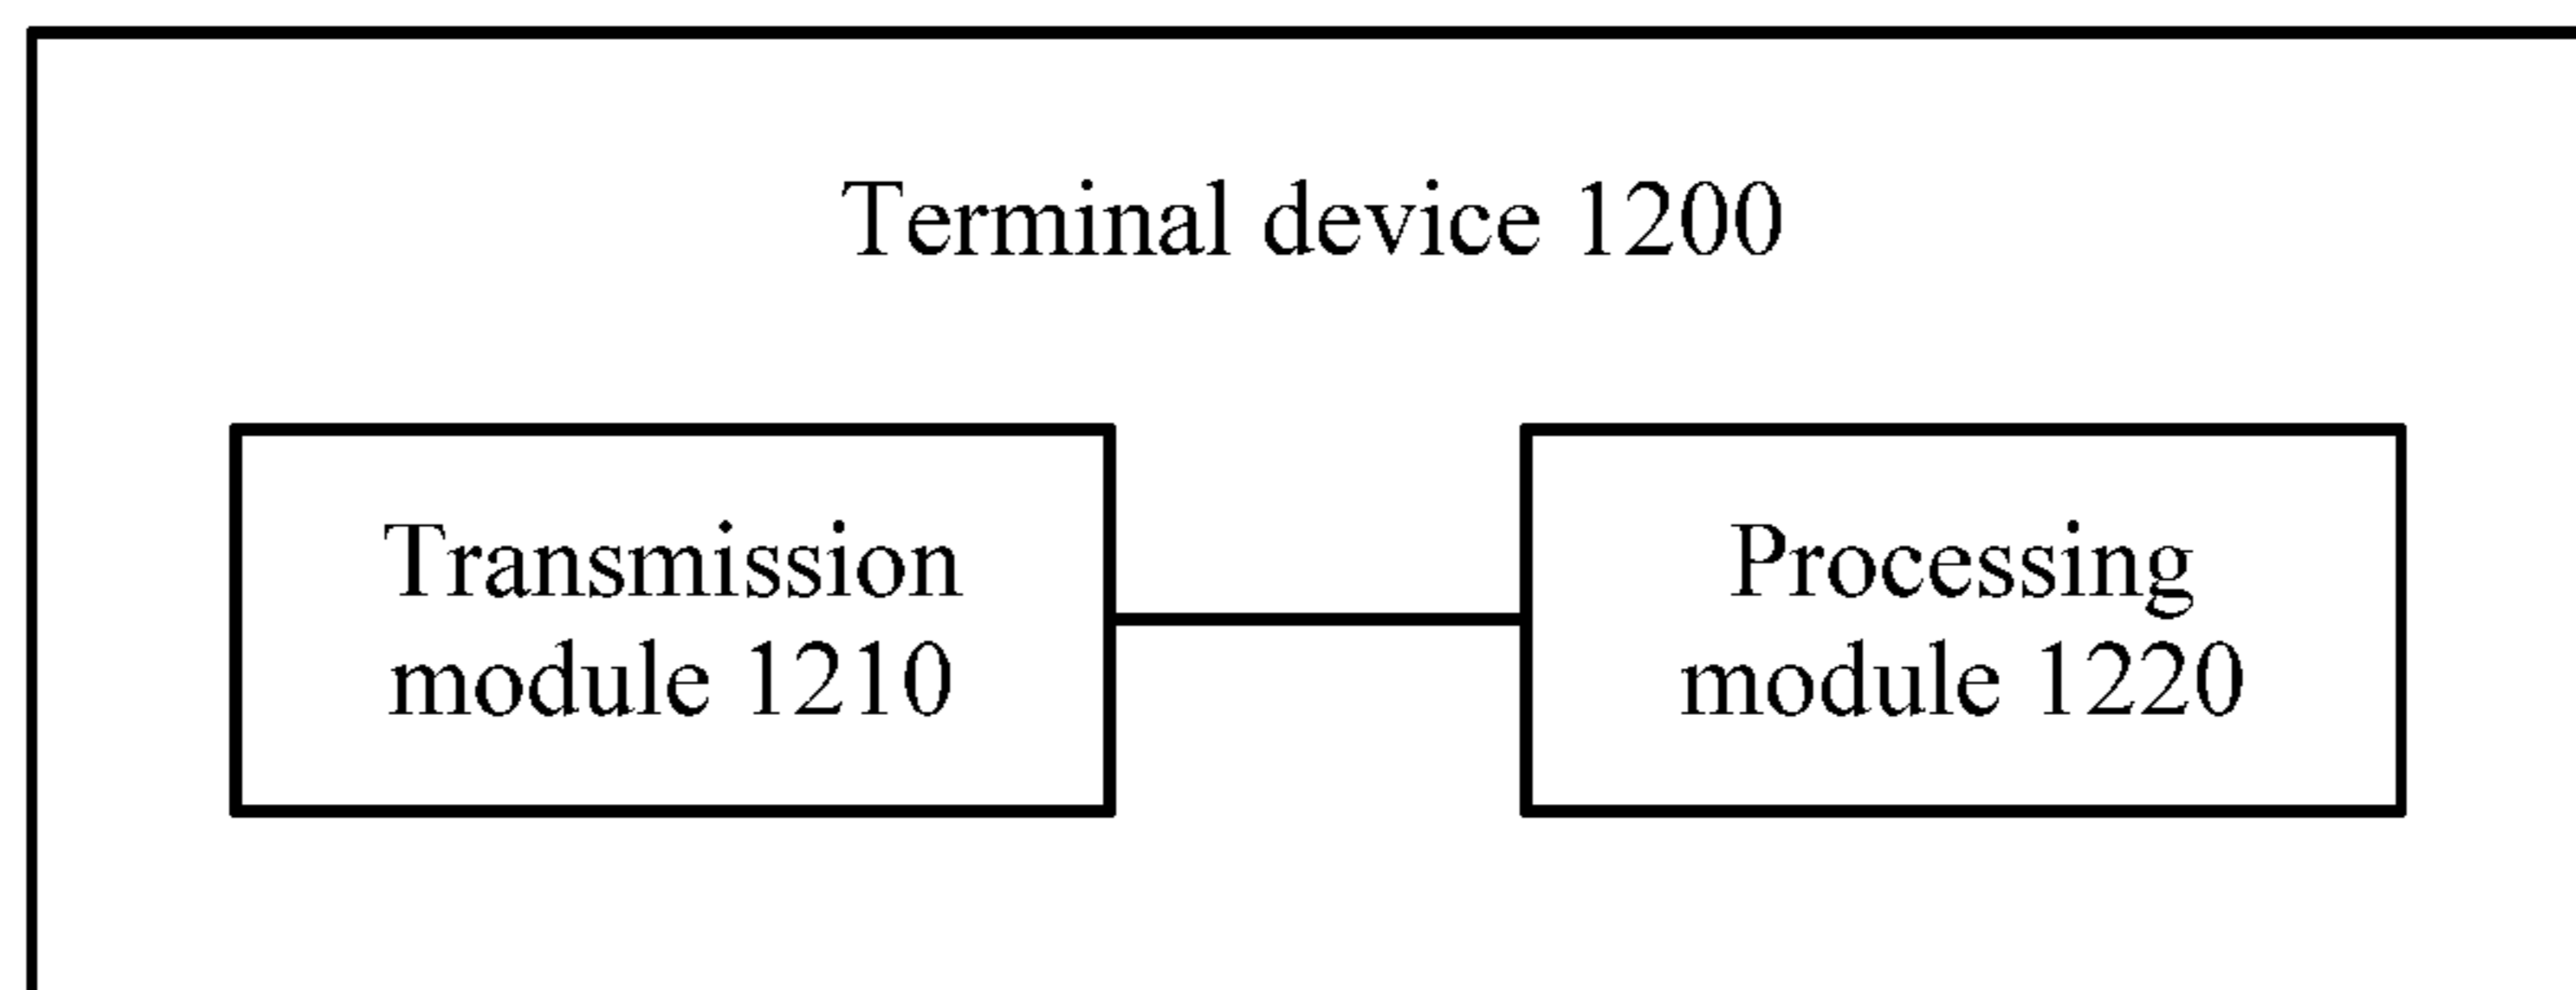 Terminal device 1200
Transmission
module 1210
Processing
module 1220